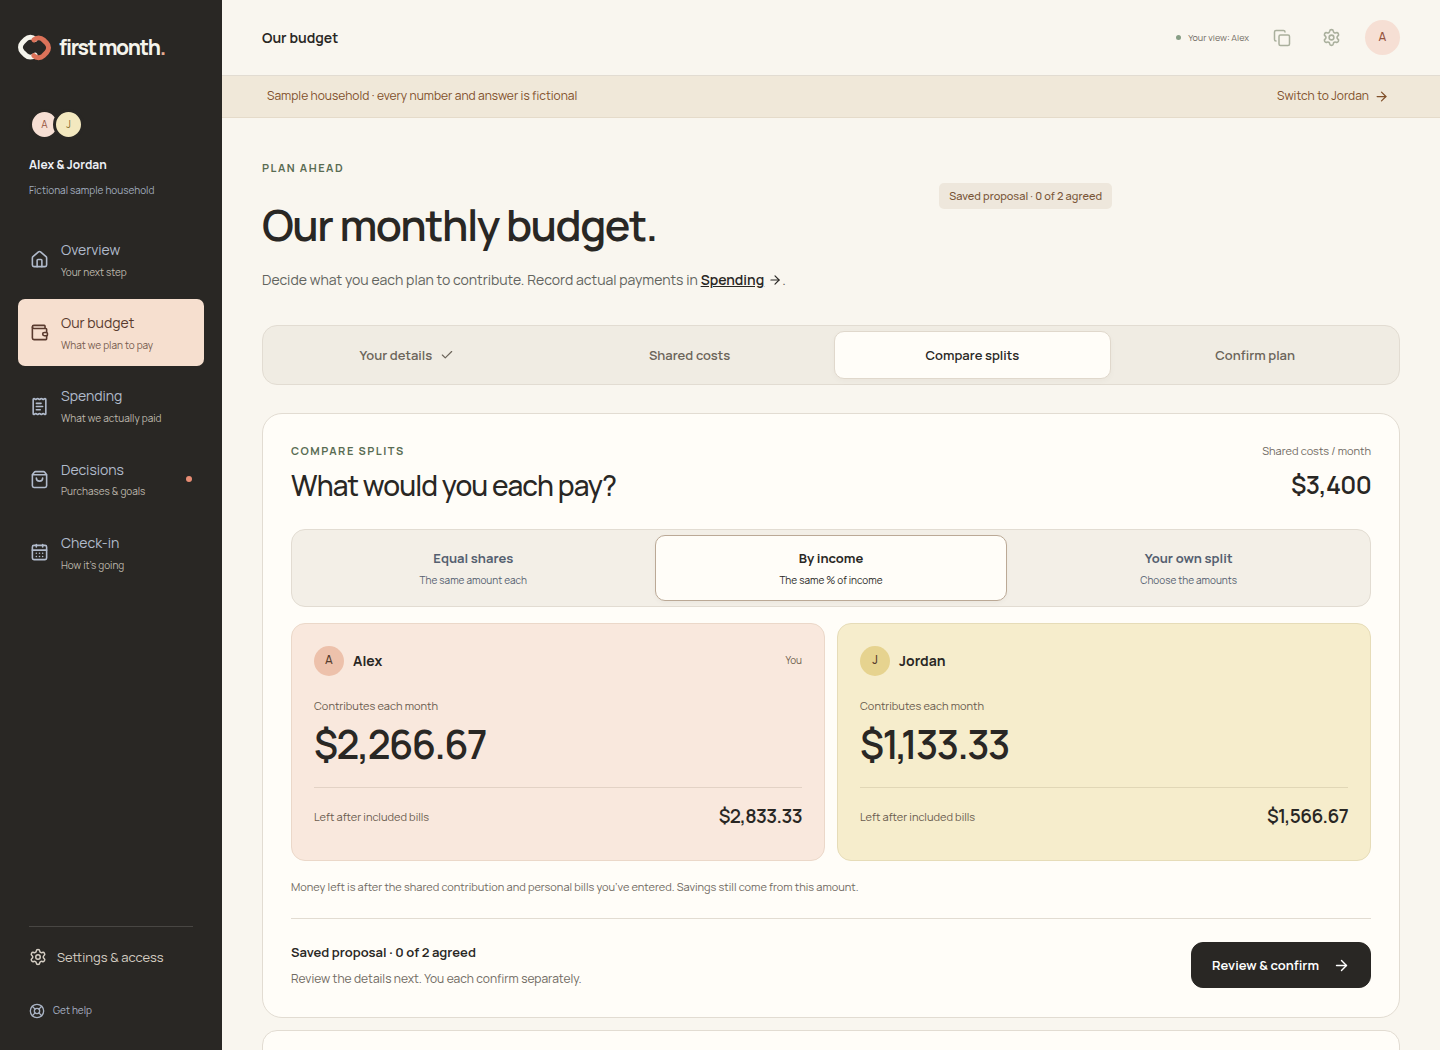 first month.
A
J
Alex & Jordan
Fictional sample household
Overview
Your next step
Our budget
What we plan to pay
Spending
What we actually paid
Decisions
Purchases & goals
Check-in
How it's going
Settings & access
Get help
Our budget
Your view: Alex
A
Sample household · every number and answer is fictional
Switch to Jordan →
PLAN AHEAD
Saved proposal · 0 of 2 agreed
Our monthly budget.
Decide what you each plan to contribute. Record actual payments in Spending →.
Your details ✓
Shared costs
Compare splits
Confirm plan
COMPARE SPLITS
Shared costs / month
What would you each pay?
$3,400
Equal shares
The same amount each
By income
The same % of income
Your own split
Choose the amounts
A
Alex
You
Contributes each month
$2,266.67
Left after included bills
$2,833.33
J
Jordan
Contributes each month
$1,133.33
Left after included bills
$1,566.67
Money left is after the shared contribution and personal bills you've entered. Savings still come from this amount.
Saved proposal · 0 of 2 agreed
Review the details next. You each confirm separately.
Review & confirm →